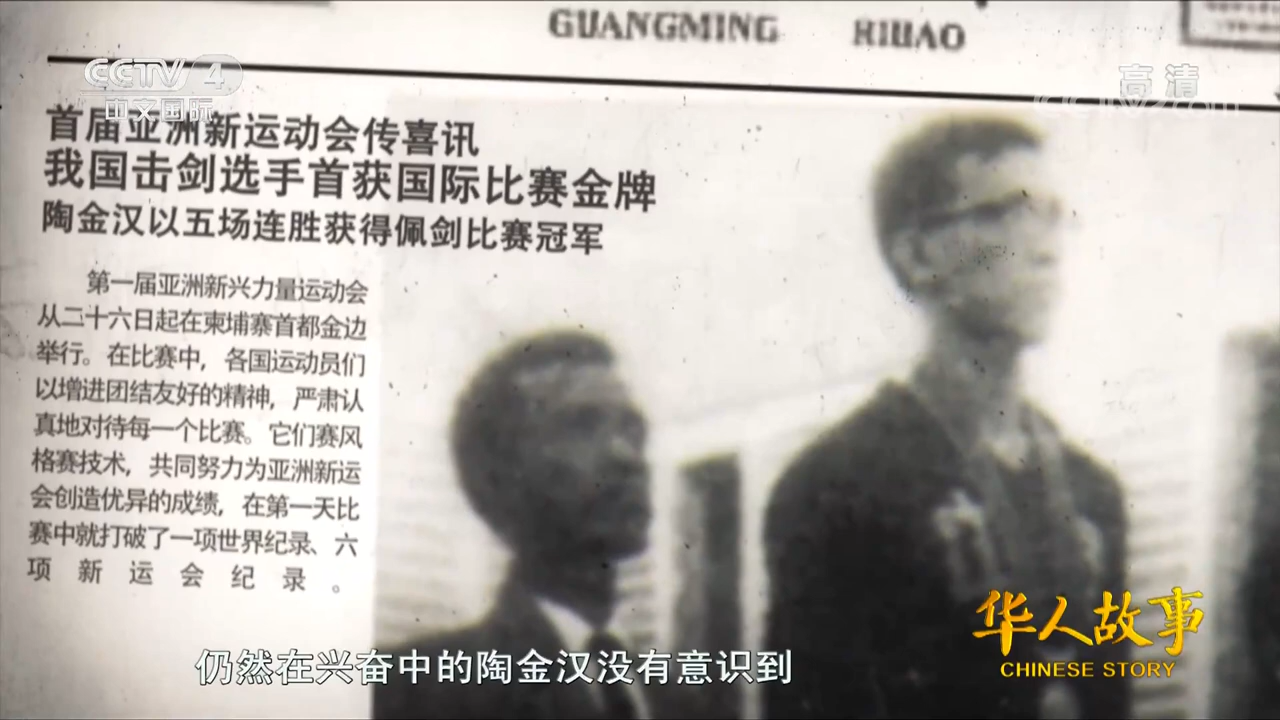 GUANGMING RIBAO
CCTV 4
中文国际
高清
首届亚洲新运动会传喜讯
我国击剑选手首获国际比赛金牌
陶金汉以五场连胜获得佩剑比赛冠军
第一届亚洲新兴力量运动会
从二十六日起在柬埔寨首都金边
举行。在比赛中，各国运动员们
以增进团结友好的精神，严肃认
真地对待每一个比赛。它们赛风
格赛技术，共同努力为亚洲新运
会创造优异的成绩，在第一天比
赛中就打破了一项世界纪录、六
项新运会纪录。
华人故事
CHINESE STORY
仍然在兴奋中的陶金汉没有意识到